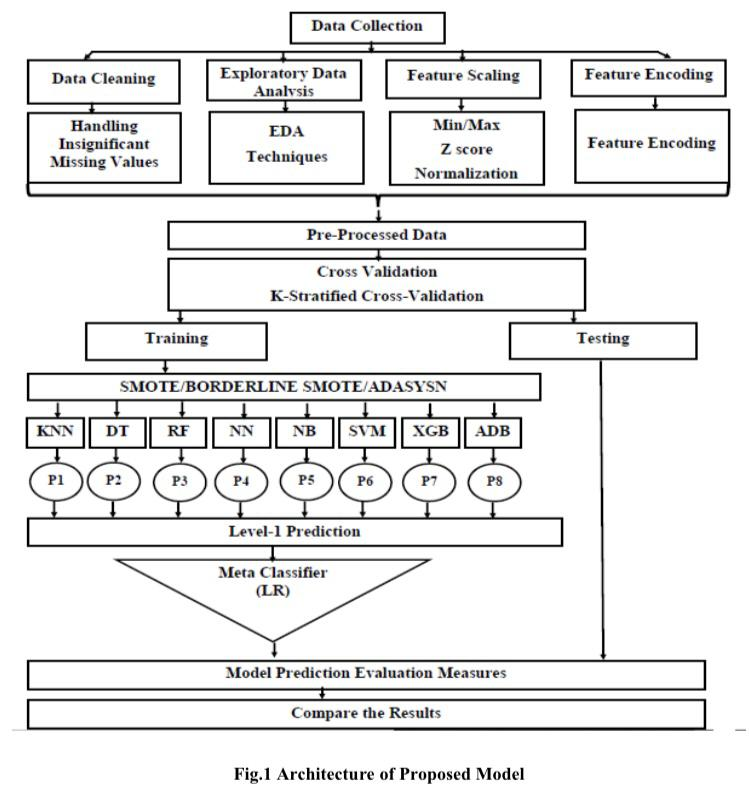 Data Collection
Data Cleaning
Exploratory Data
Analysis
Feature Scaling
Feature Encoding
Handling
Insignificant
Missing Values
EDA
Techniques
Min/Max
Z score
Normalization
Feature Encoding
Pre-Processed Data
Cross Validation
K-Stratified Cross-Validation
Training
Testing
SMOTE/BORDERLINE SMOTE/ADASYSN
KNN DT RF NN NB SVM XGB ADB
P1 P2 P3 P4 P5 P6 P7 P8
Level-1 Prediction
Meta Classifier
(LR)
Model Prediction Evaluation Measures
Compare the Results
Fig.1 Architecture of Proposed Model